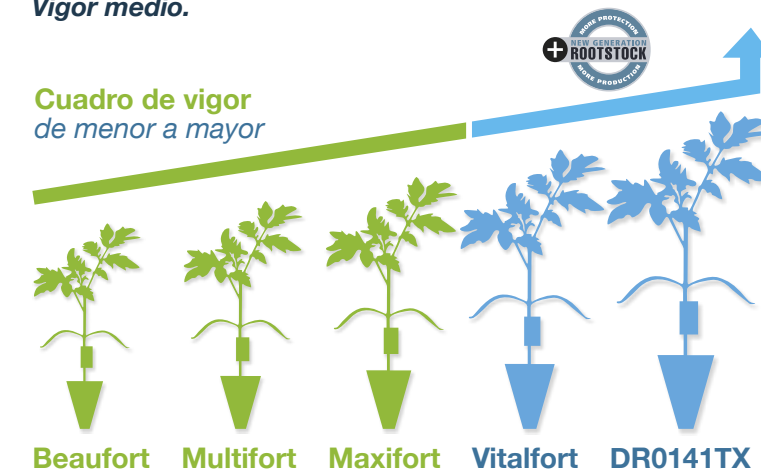 Vigor medio.
MORE PROTECTION
NEW GENERATION
ROOTSTOCK
MORE PRODUCTION
Cuadro de vigor
de menor a mayor
Beaufort Multifort Maxifort Vitalfort DR0141TX